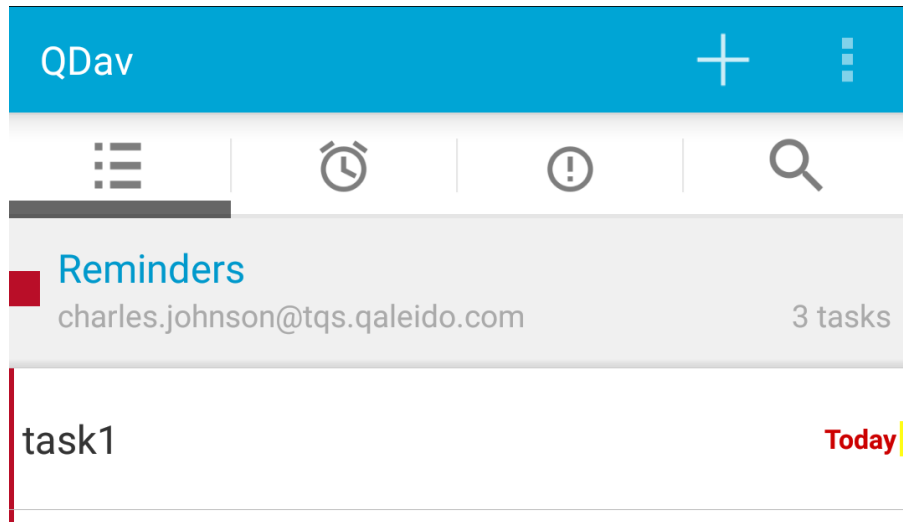 QDav
Reminders
charles.johnson@tqs.qaleido.com
3 tasks
task1
Today